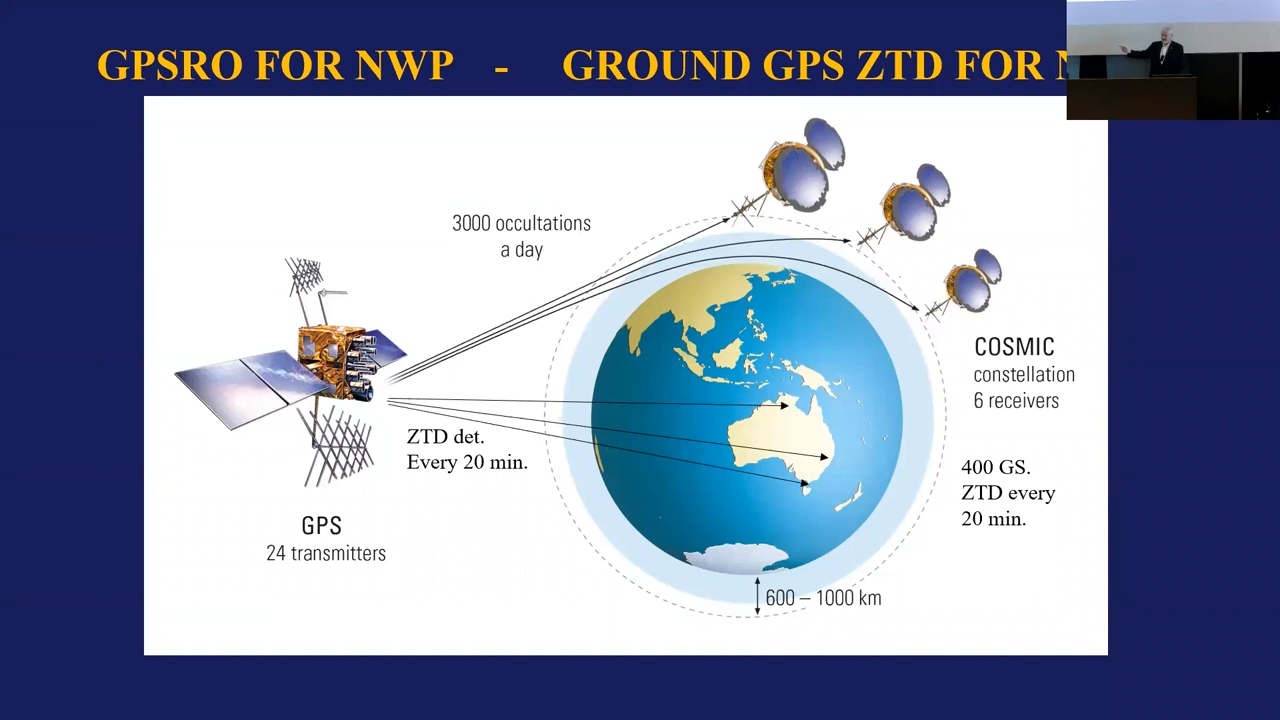 GPSRO FOR NWP - GROUND GPS ZTD FOR
3000 occultations
a day
COSMIC
constellation
6 receivers
ZTD det.
Every 20 min.
400 GS.
ZTD every
20 min.
GPS
24 transmitters
600 – 1000 km